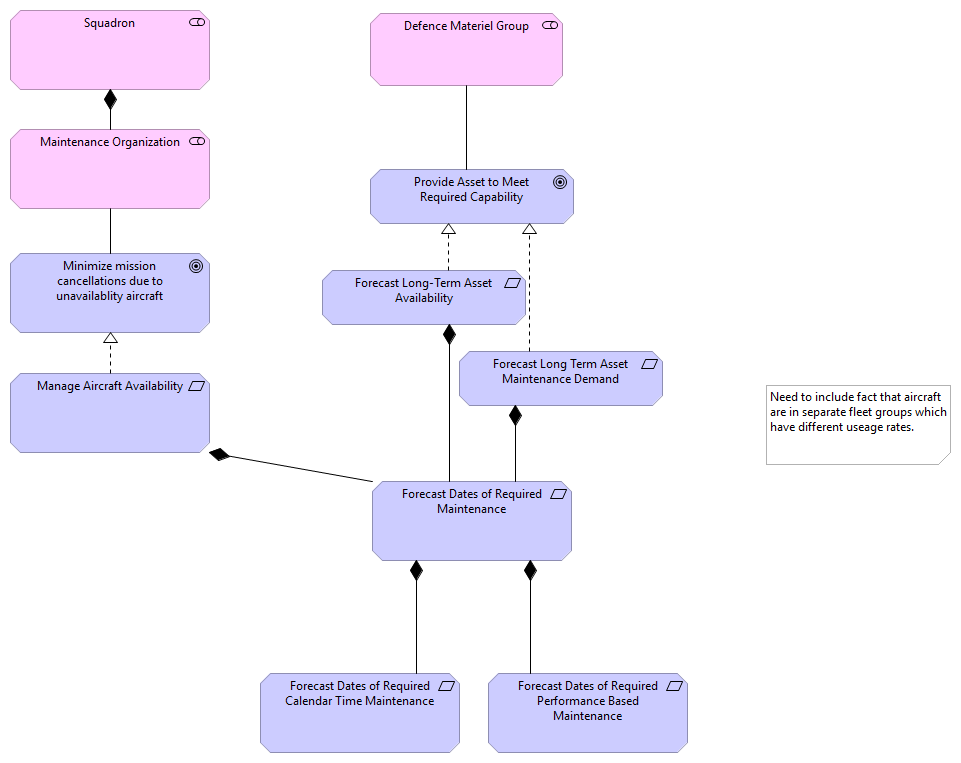 Squadron
Defence Materiel Group
Maintenance Organization
Provide Asset to Meet
Required Capability
Minimize mission
cancellations due to
unavailablity aircraft
Forecast Long-Term Asset
Availability
Forecast Long Term Asset
Maintenance Demand
Manage Aircraft Availability
Need to include fact that aircraft
are in separate fleet groups which
have different useage rates.
Forecast Dates of Required
Maintenance
Forecast Dates of Required
Calendar Time Maintenance
Forecast Dates of Required
Performance Based
Maintenance